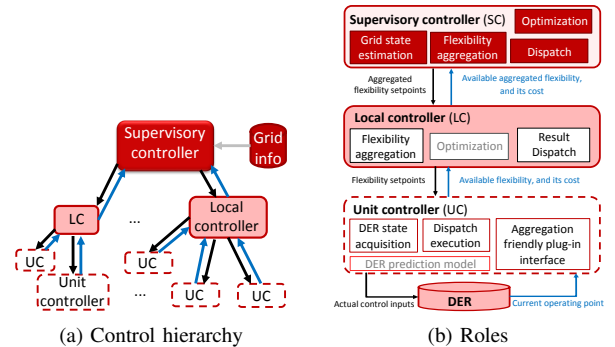 Supervisory
controller
Grid
info
LC
...
Local
controller
UC
Unit
controller
UC
...
UC
UC
(a) Control hierarchy
Supervisory controller (SC)
Optimization
Grid state
estimation
Flexibility
aggregation
Dispatch
Aggregated
flexibility setpoints
Available aggregated flexibility,
and its cost
Local controller (LC)
Flexibility
aggregation
Optimization
Result
Dispatch
Flexibility setpoints
Available flexibility, and its cost
Unit controller (UC)
DER state
acquisition
Dispatch
execution
Aggregation
friendly plug-in
interface
DER prediction model
Actual control inputs
DER
Current operating point
(b) Roles